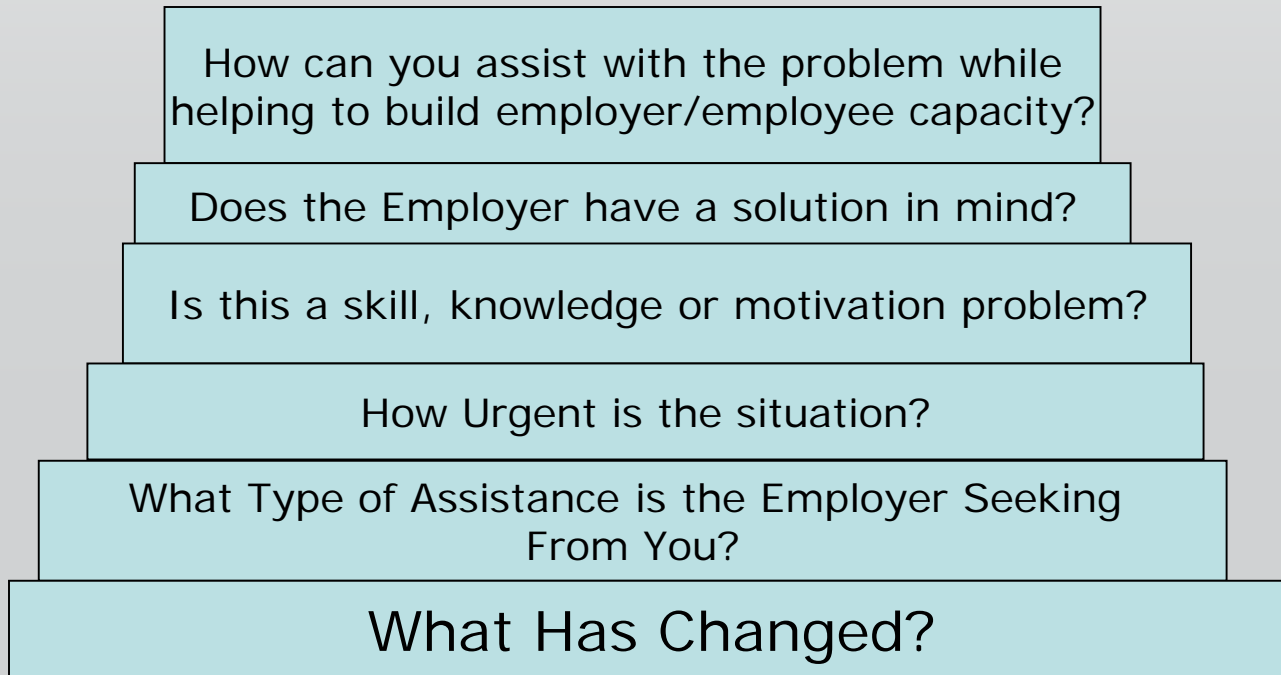 How can you assist with the problem while
helping to build employer/employee capacity?
Does the Employer have a solution in mind?
Is this a skill, knowledge or motivation problem?
How Urgent is the situation?
What Type of Assistance is the Employer Seeking
From You?
What Has Changed?